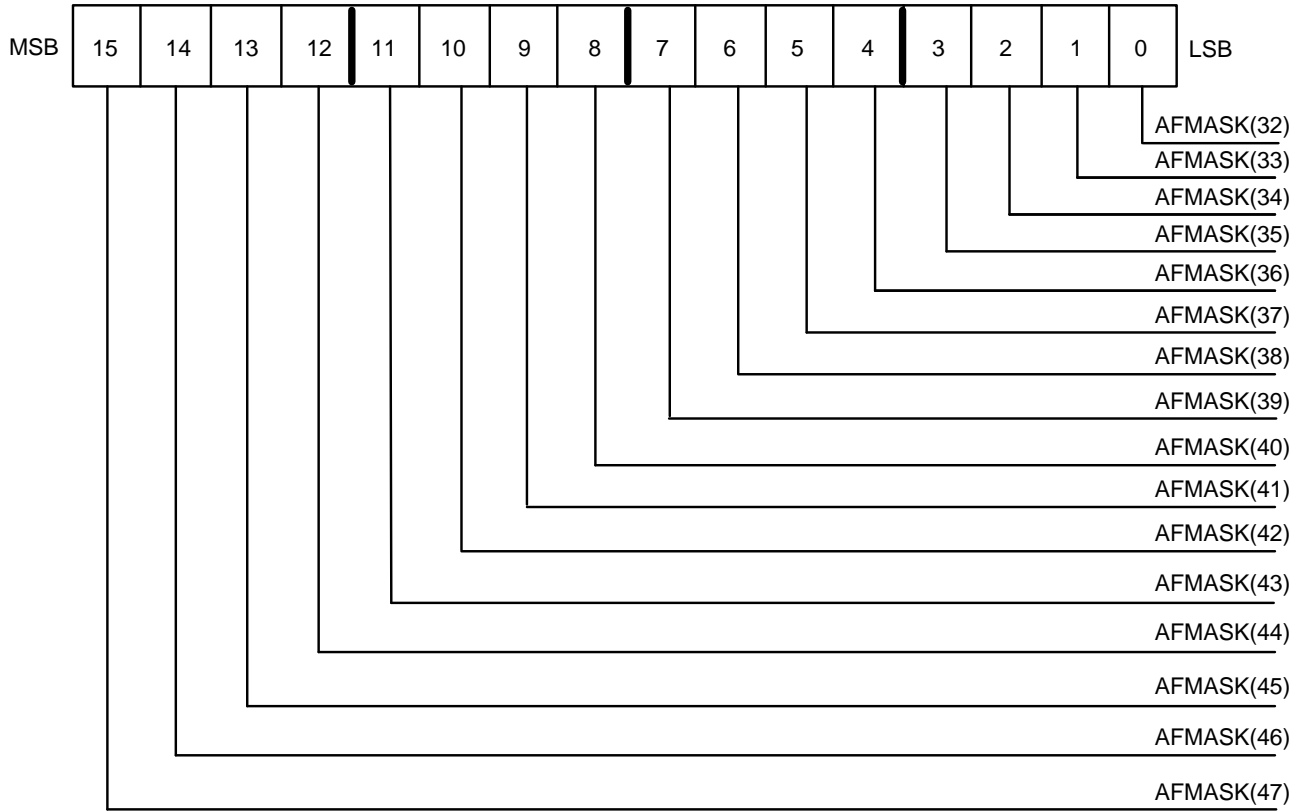 MSB 15 14 13 12 11 10 9 8 7 6 5 4 3 2 1 0 LSB
AFMASK(32)
AFMASK(33)
AFMASK(34)
AFMASK(35)
AFMASK(36)
AFMASK(37)
AFMASK(38)
AFMASK(39)
AFMASK(40)
AFMASK(41)
AFMASK(42)
AFMASK(43)
AFMASK(44)
AFMASK(45)
AFMASK(46)
AFMASK(47)